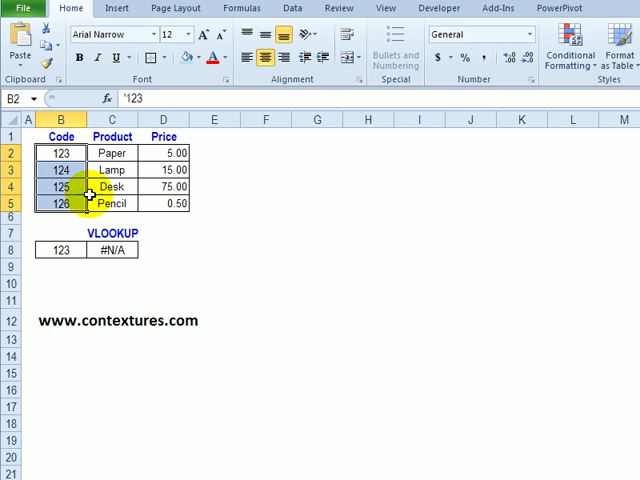 File Home Insert Page Layout Formulas Data Review View Developer Add-Ins PowerPivot
Arial Narrow 12 A A General
Paste B I U A $ % , .0 .00 Bullets and Numbering Conditional Formatting Format as Table
Clipboard Font Alignment Special Number Styles
B2 fx '123
A B C D E F G H I J K L M
1 Code Product Price
2 123 Paper 5.00
3 124 Lamp 15.00
4 125 Desk 75.00
5 126 Pencil 0.50
6
7 VLOOKUP
8 123 #N/A
9
10
11
12 www.contextures.com
13
14
15
16
17
18
19
20
21